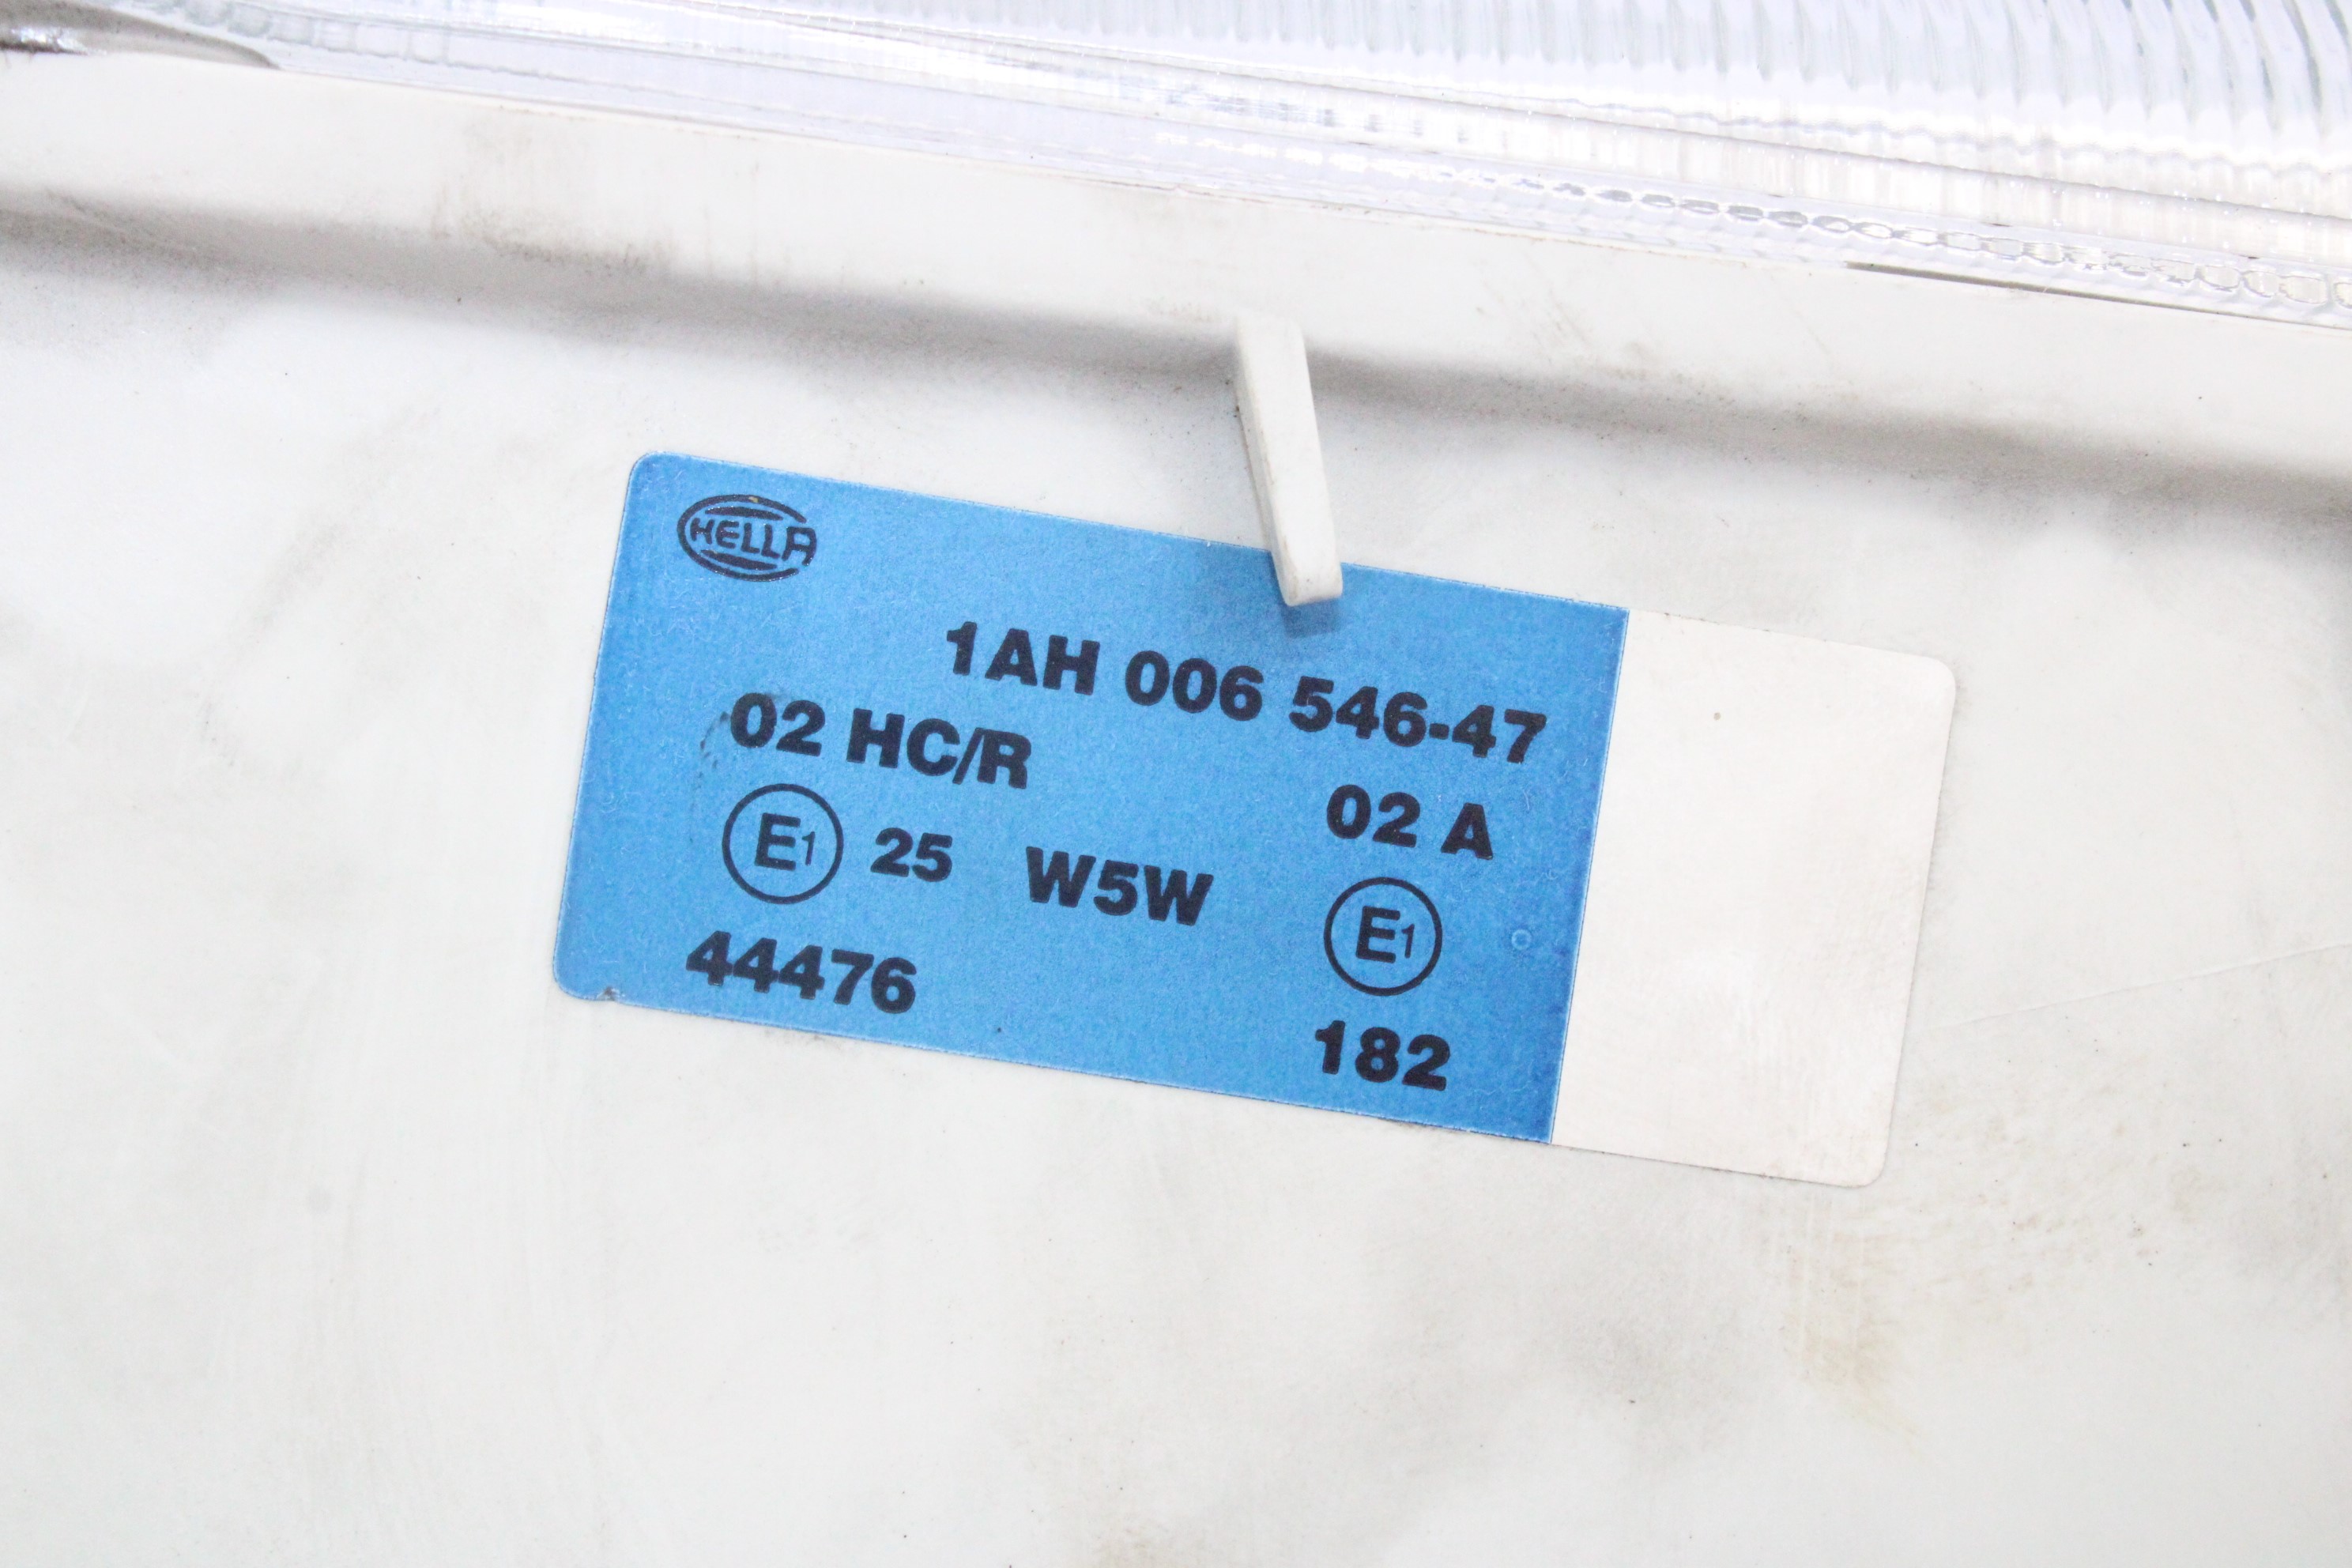 HELLA
1AH 006 546-47
02 HC/R
02 A
E1 25 W5W
E1
44476
182